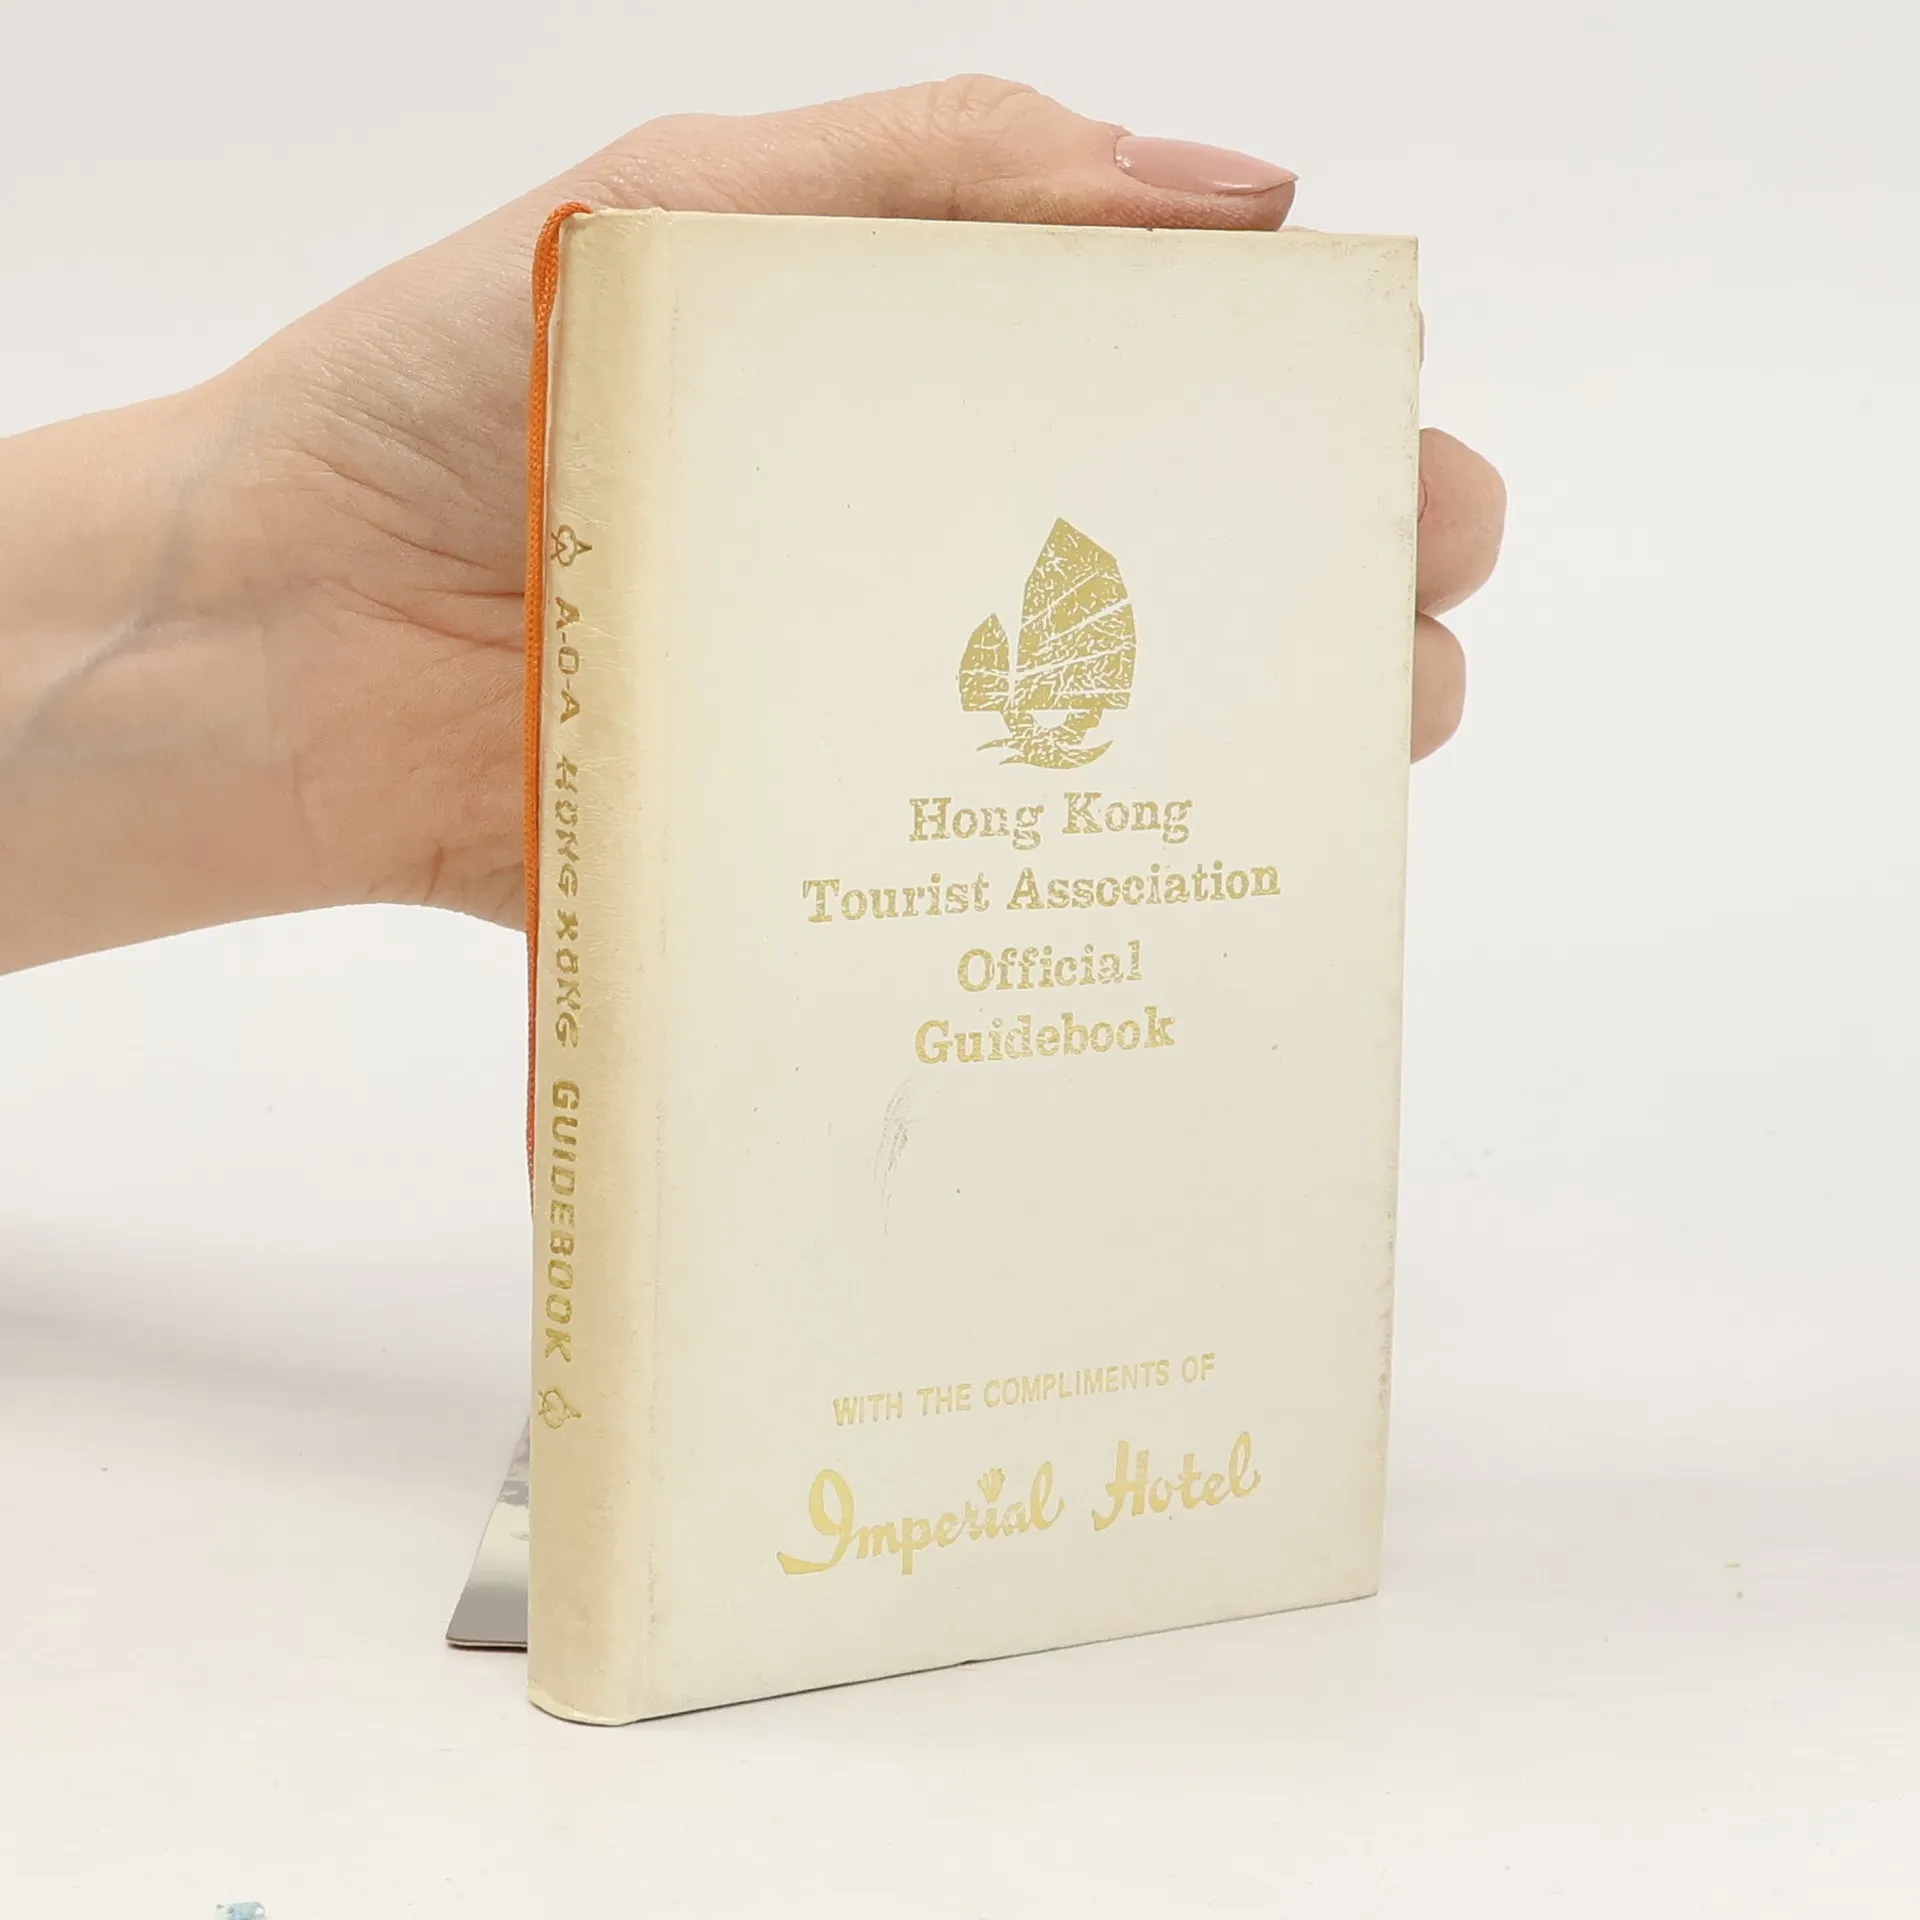 A-O-A HONG KONG GUIDEBOOK
Hong Kong
Tourist Association
Official
Guidebook
WITH THE COMPLIMENTS OF
Imperial Hotel